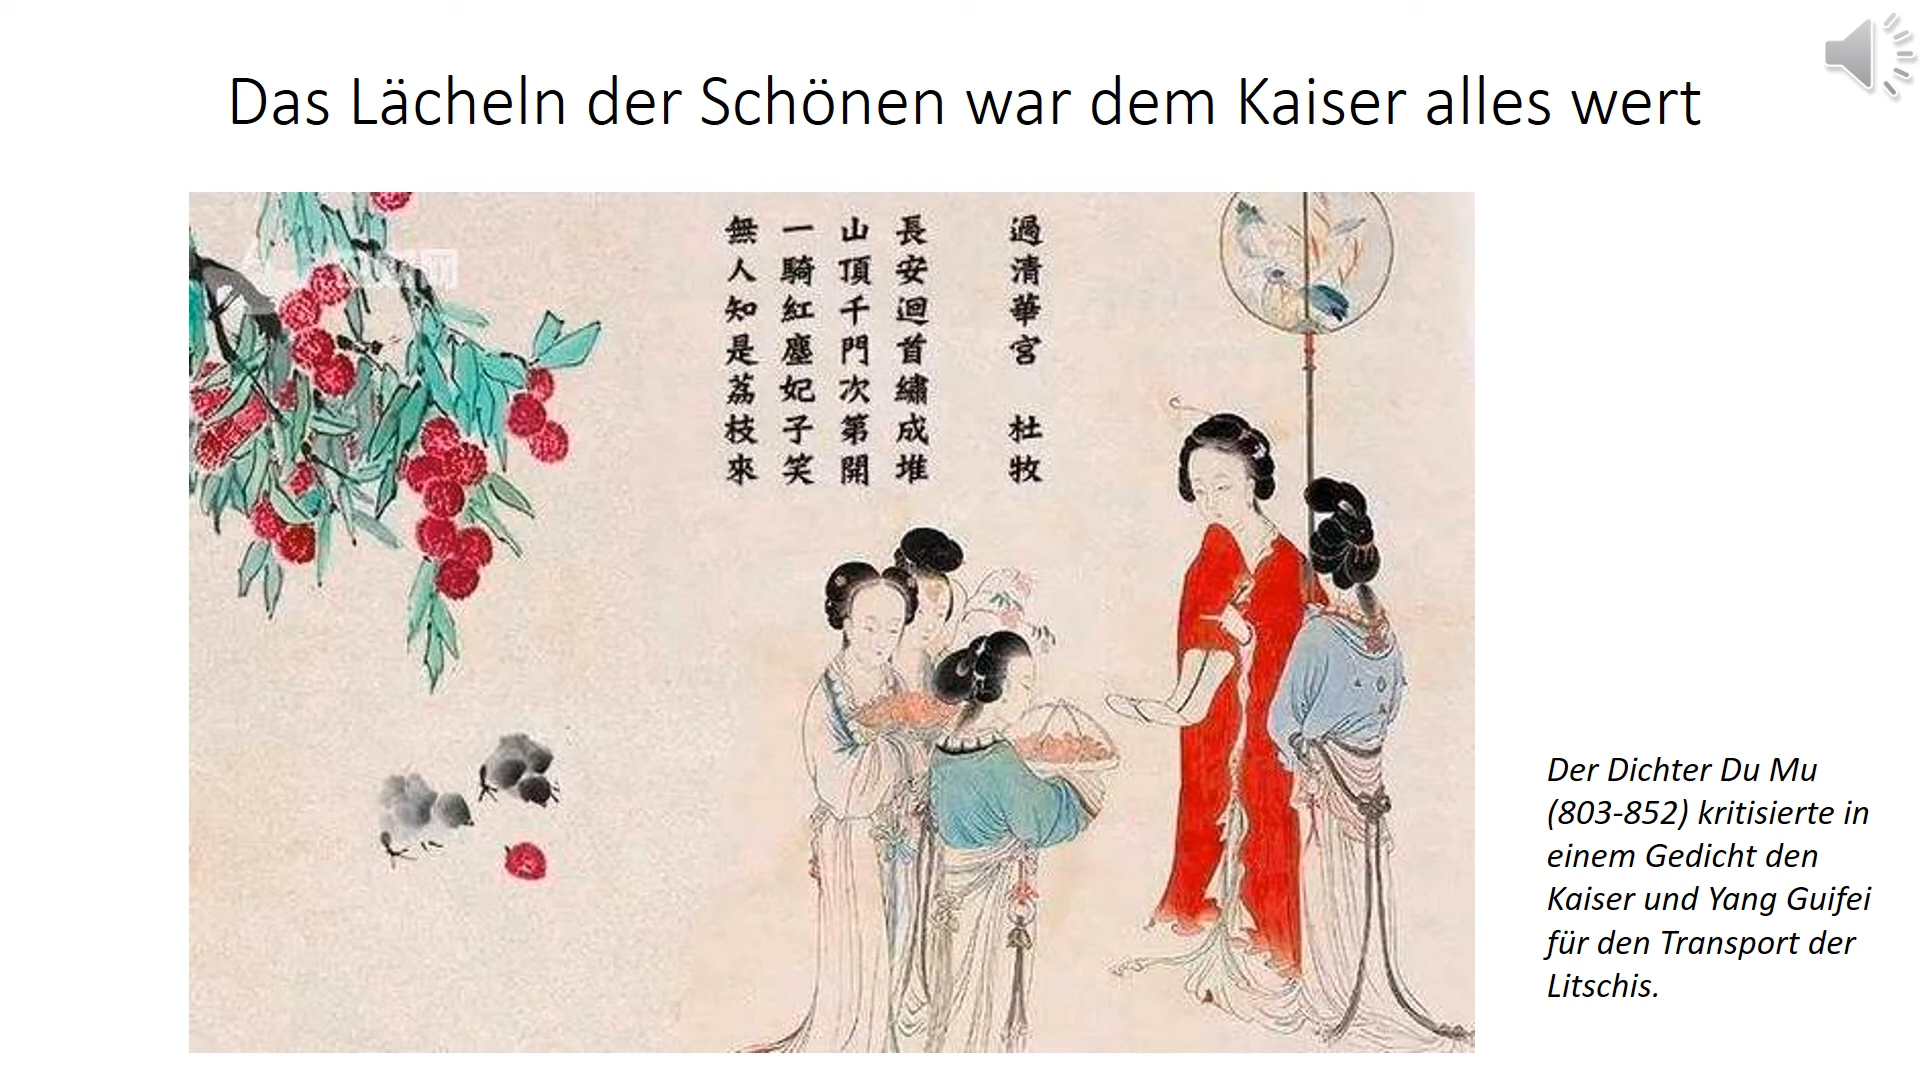 Das Lächeln der Schönen war dem Kaiser alles wert
過清華宮 杜牧
長安迴首繡成堆
山頂千門次第開
一騎紅塵妃子笑
無人知是荔枝來
Der Dichter Du Mu
(803-852) kritisierte in
einem Gedicht den
Kaiser und Yang Guifei
für den Transport der
Litschis.